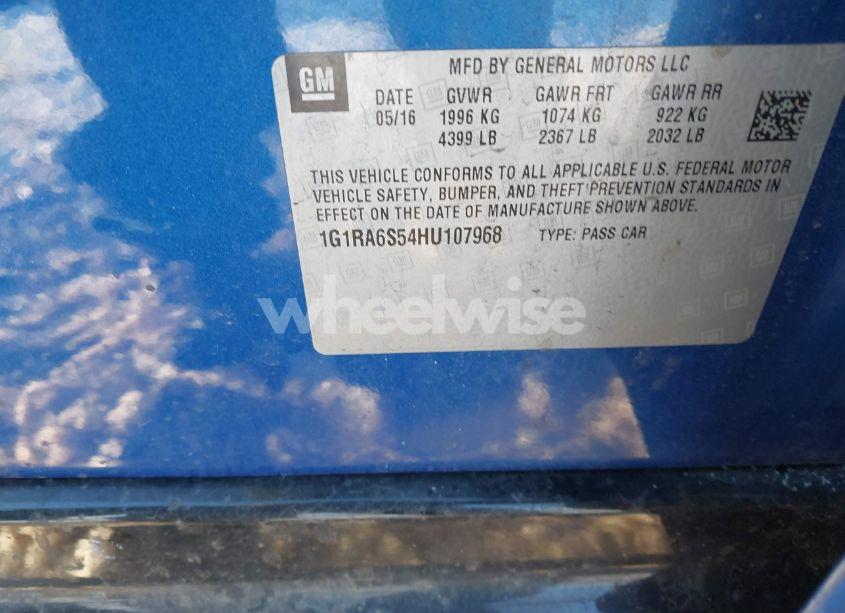 GM
MFD BY GENERAL MOTORS LLC
DATE GVWR GAWR FRT GAWR RR
05/16 1996 KG 1074 KG 922 KG
4399 LB 2367 LB 2032 LB
THIS VEHICLE CONFORMS TO ALL APPLICABLE U.S. FEDERAL MOTOR
VEHICLE SAFETY, BUMPER, AND THEFT PREVENTION STANDARDS IN
EFFECT ON THE DATE OF MANUFACTURE SHOWN ABOVE.
1G1RA6S54HU107968 TYPE: PASS CAR
wheelwise